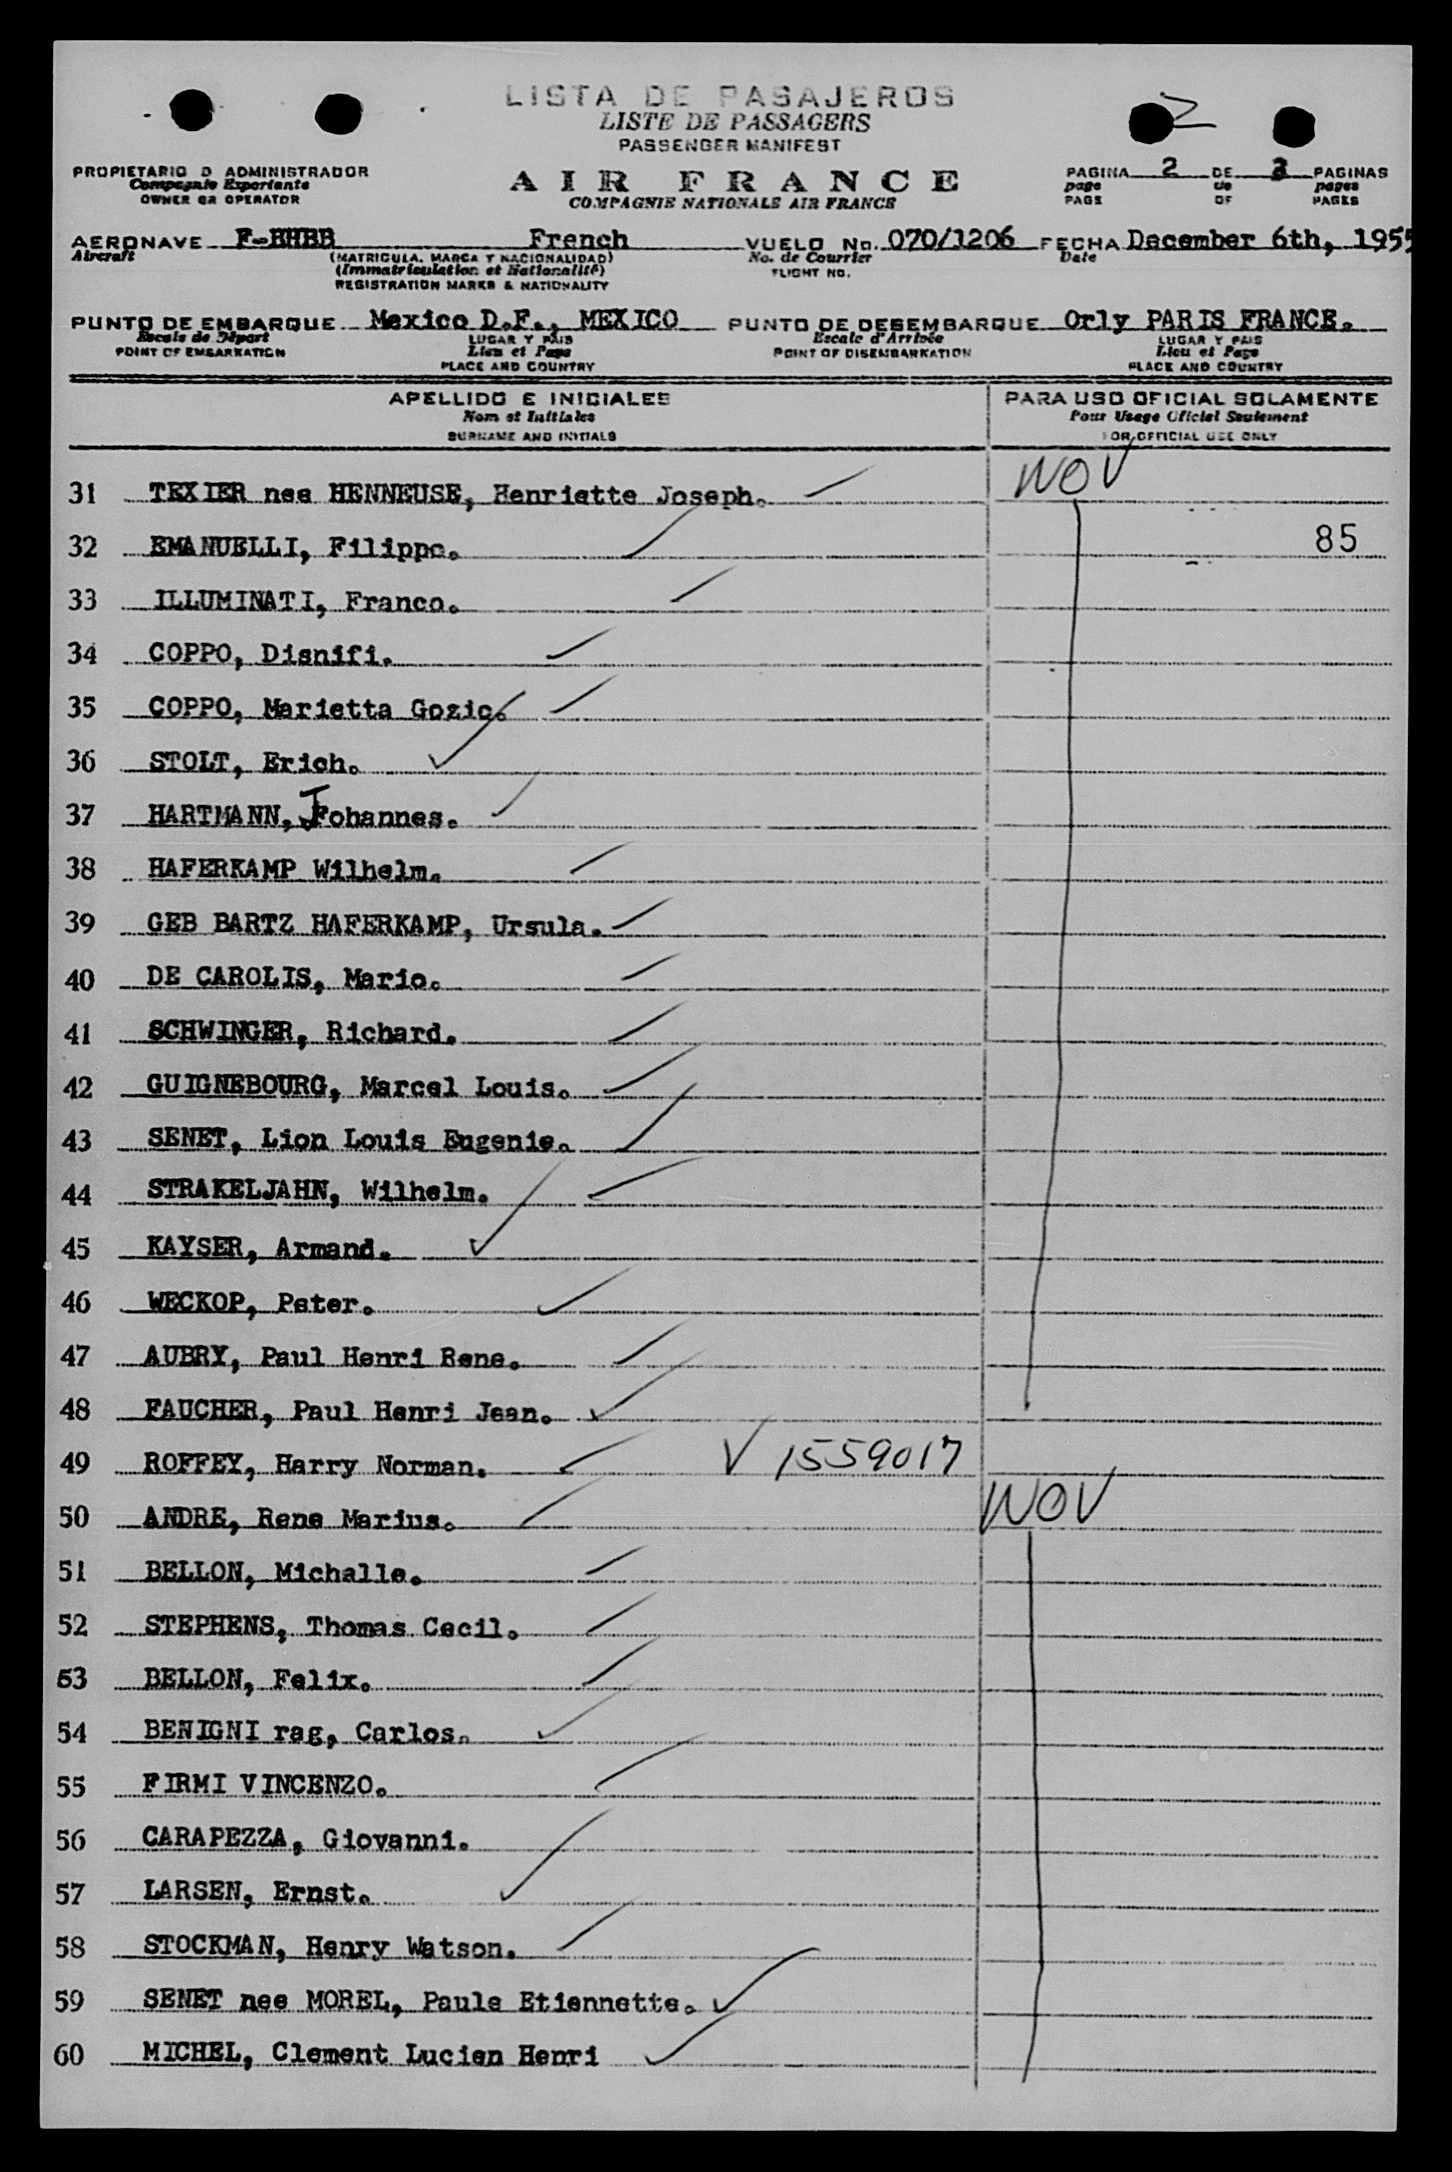 LISTA DE PASAJEROS
LISTE DE PASSAGERS
PASSENGER MANIFEST
2
PROPIETARIO O ADMINISTRADOR
Compagnie Exportante
OWNER OR OPERATOR
AIR FRANCE
COMPAGNIE NATIONALE AIR FRANCE
PAGINA 2 DE 3 PAGINAS
page de pages
PAGE OF PAGES
AERONAVE F-BHBB French VUELO No. 070/1206 FECHA December 6th, 1955
Aircraft (MATRICULA, MARCA Y NACIONALIDAD) No. de Courrier Date
(Immatriculation et Nationalité) FLIGHT NO.
REGISTRATION MARKS & NATIONALITY
PUNTO DE EMBARQUE Mexico D.F., MEXICO PUNTO DE DESEMBARQUE Orly PARIS FRANCE.
Escale de Départ LUGAR Y PAIS Escale d'Arrivée LUGAR Y PAIS
POINT OF EMBARKATION Lieu et Pays POINT OF DISEMBARKATION Lieu et Pays
PLACE AND COUNTRY PLACE AND COUNTRY
APELLIDO E INICIALES PARA USO OFICIAL SOLAMENTE
Nom et Initiales Pour Usage Officiel Seulement
SURNAME AND INITIALS FOR OFFICIAL USE ONLY
31 TEXIER nee HENNEUSE, Henriette Joseph. WOV
32 EMANUELLI, Filippo. 85
33 ILLUMINATI, Franco.
34 COPPO, Disnifi.
35 COPPO, Marietta Gozio.
36 STOLT, Erich.
37 HARTMANN, Johannes.
38 HAFERKAMP Wilhelm.
39 GEB BARTZ HAFERKAMP, Ursula.
40 DE CAROLIS, Mario.
41 SCHWINGER, Richard.
42 GUIGNEBOURG, Marcel Louis.
43 SENET, Lion Louis Eugenie.
44 STRAKELJAHN, Wilhelm.
45 KAYSER, Armand.
46 WECKOP, Peter.
47 AUBRY, Paul Henri Rene.
48 FAUCHER, Paul Henri Jean.
49 ROFFEY, Harry Norman. V 1559017
50 ANDRE, Rene Marius. WOV
51 BELLON, Michalle.
52 STEPHENS, Thomas Cecil.
53 BELLON, Felix.
54 BENIGNI rag, Carlos.
55 FIRMI VINCENZO.
56 CARAPEZZA, Giovanni.
57 LARSEN, Ernst.
58 STOCKMAN, Henry Watson.
59 SENET nee MOREL, Paule Etiennette.
60 MICHEL, Clement Lucien Henri